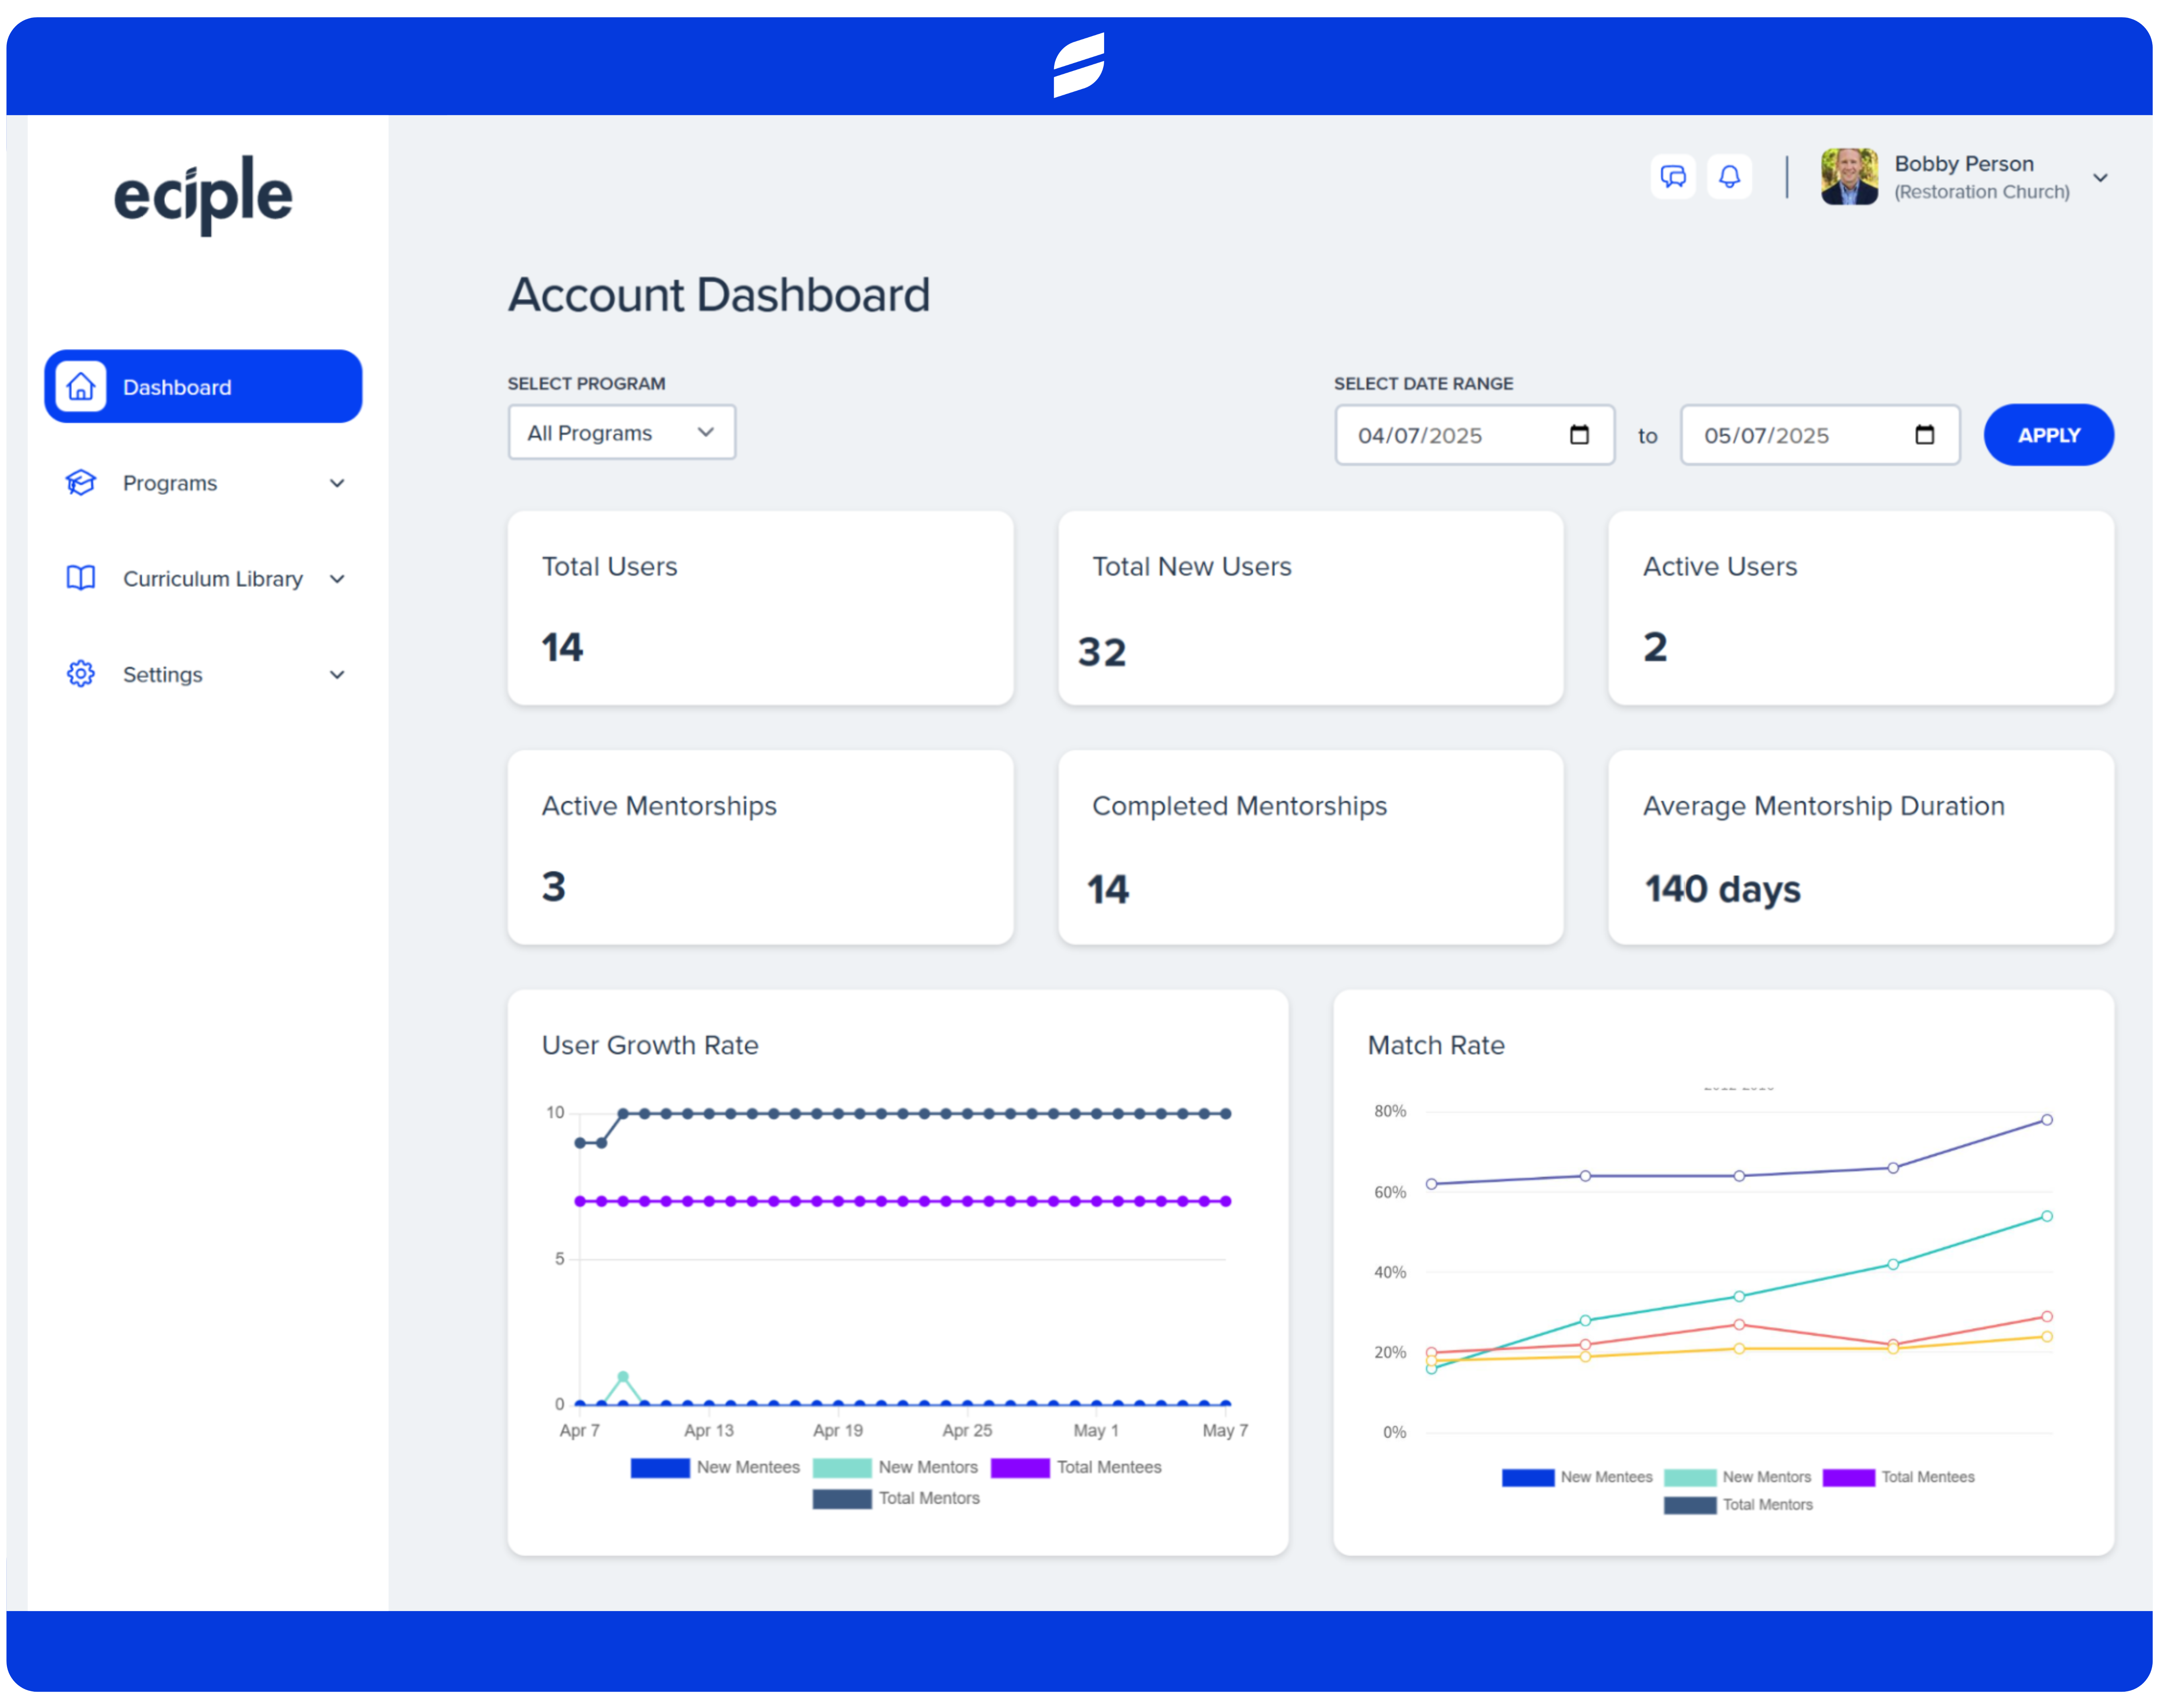 eciple
Bobby Person
(Restoration Church)
Account Dashboard
Dashboard
Programs
Curriculum Library
Settings
SELECT PROGRAM
All Programs
SELECT DATE RANGE
04/07/2025 to 05/07/2025 APPLY
Total Users
14
Total New Users
32
Active Users
2
Active Mentorships
3
Completed Mentorships
14
Average Mentorship Duration
140 days
User Growth Rate
10
5
0
Apr 7 Apr 13 Apr 19 Apr 25 May 1 May 7
New Mentees New Mentors Total Mentees
Total Mentors
Match Rate
80%
60%
40%
20%
0%
New Mentees New Mentors Total Mentees
Total Mentors